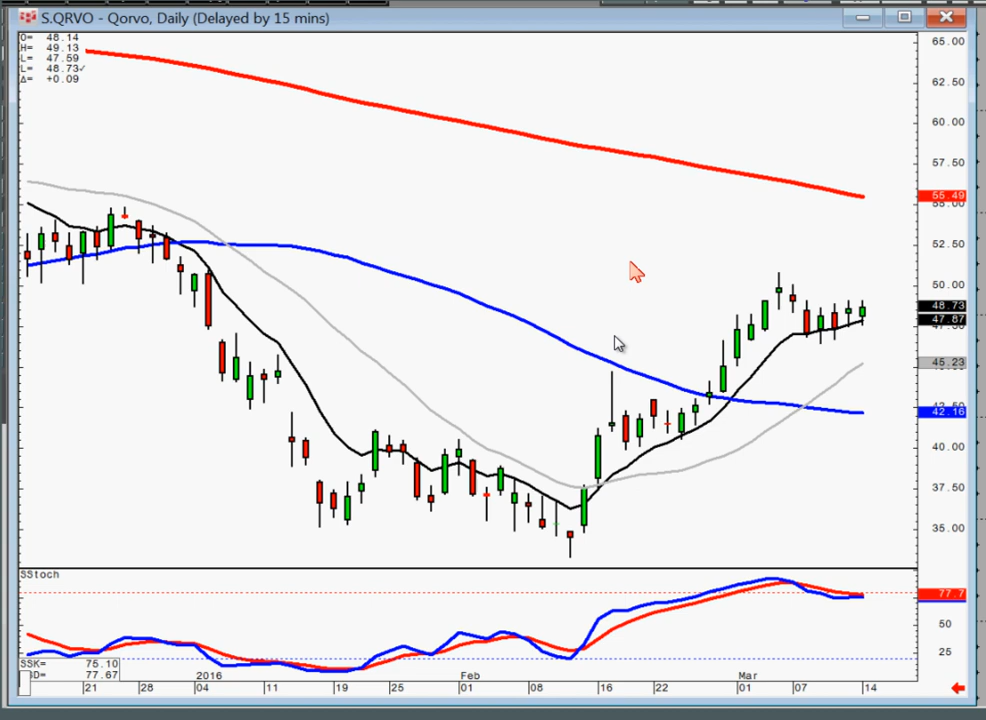 S.QRVO - Qorvo, Daily (Delayed by 15 mins)
O= 48.14
H= 49.13
L= 47.59
L= 48.73✓
Δ= +0.09
65.00
62.50
60.00
57.50
55.49
55.00
52.50
50.00
48.73
47.87
45.23
42.16
40.00
37.50
35.00
SStoch
77.7
50
25
SSK= 75.10
D= 77.67
2016 Feb Mar
21 28 04 11 19 25 01 08 16 22 01 07 14